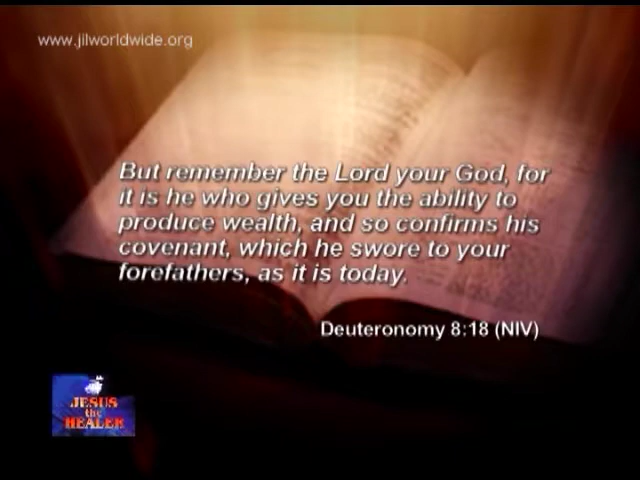 www.jilworldwide.org
But remember the Lord your God, for
it is he who gives you the ability to
produce wealth, and so confirms his
covenant, which he swore to your
forefathers, as it is today.
Deuteronomy 8:18 (NIV)
JESUS
the
HEALER